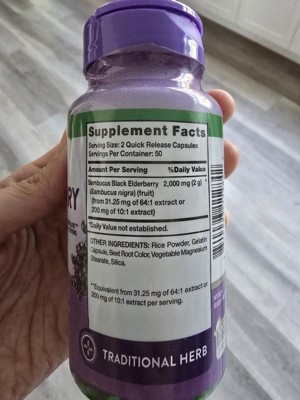 Supplement Facts
Serving Size: 2 Quick Release Capsules
Servings Per Container: 50
Amount Per Serving %Daily Value
Sambucus Black Elderberry 2,000 mg (2 g) *
(Sambucus nigra) (fruit)
(from 31.25 mg of 64:1 extract or
200 mg of 10:1 extract)
*Daily Value not established.
OTHER INGREDIENTS: Rice Powder, Gelatin
Capsule, Beet Root Color, Vegetable Magnesium
Stearate, Silica.
**Equivalent from 31.25 mg of 64:1 extract or
200 mg of 10:1 extract per serving.
RY
TRADITIONAL HERB